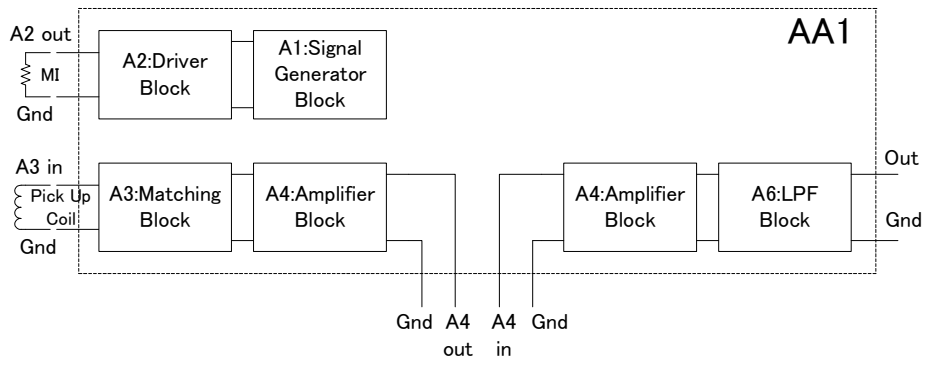 AA1
A2 out
MI
Gnd
A2:Driver
Block
A1:Signal
Generator
Block
A3 in
Pick Up
Coil
Gnd
A3:Matching
Block
A4:Amplifier
Block
A4:Amplifier
Block
A6:LPF
Block
Out
Gnd
Gnd
A4
out
A4
in
Gnd